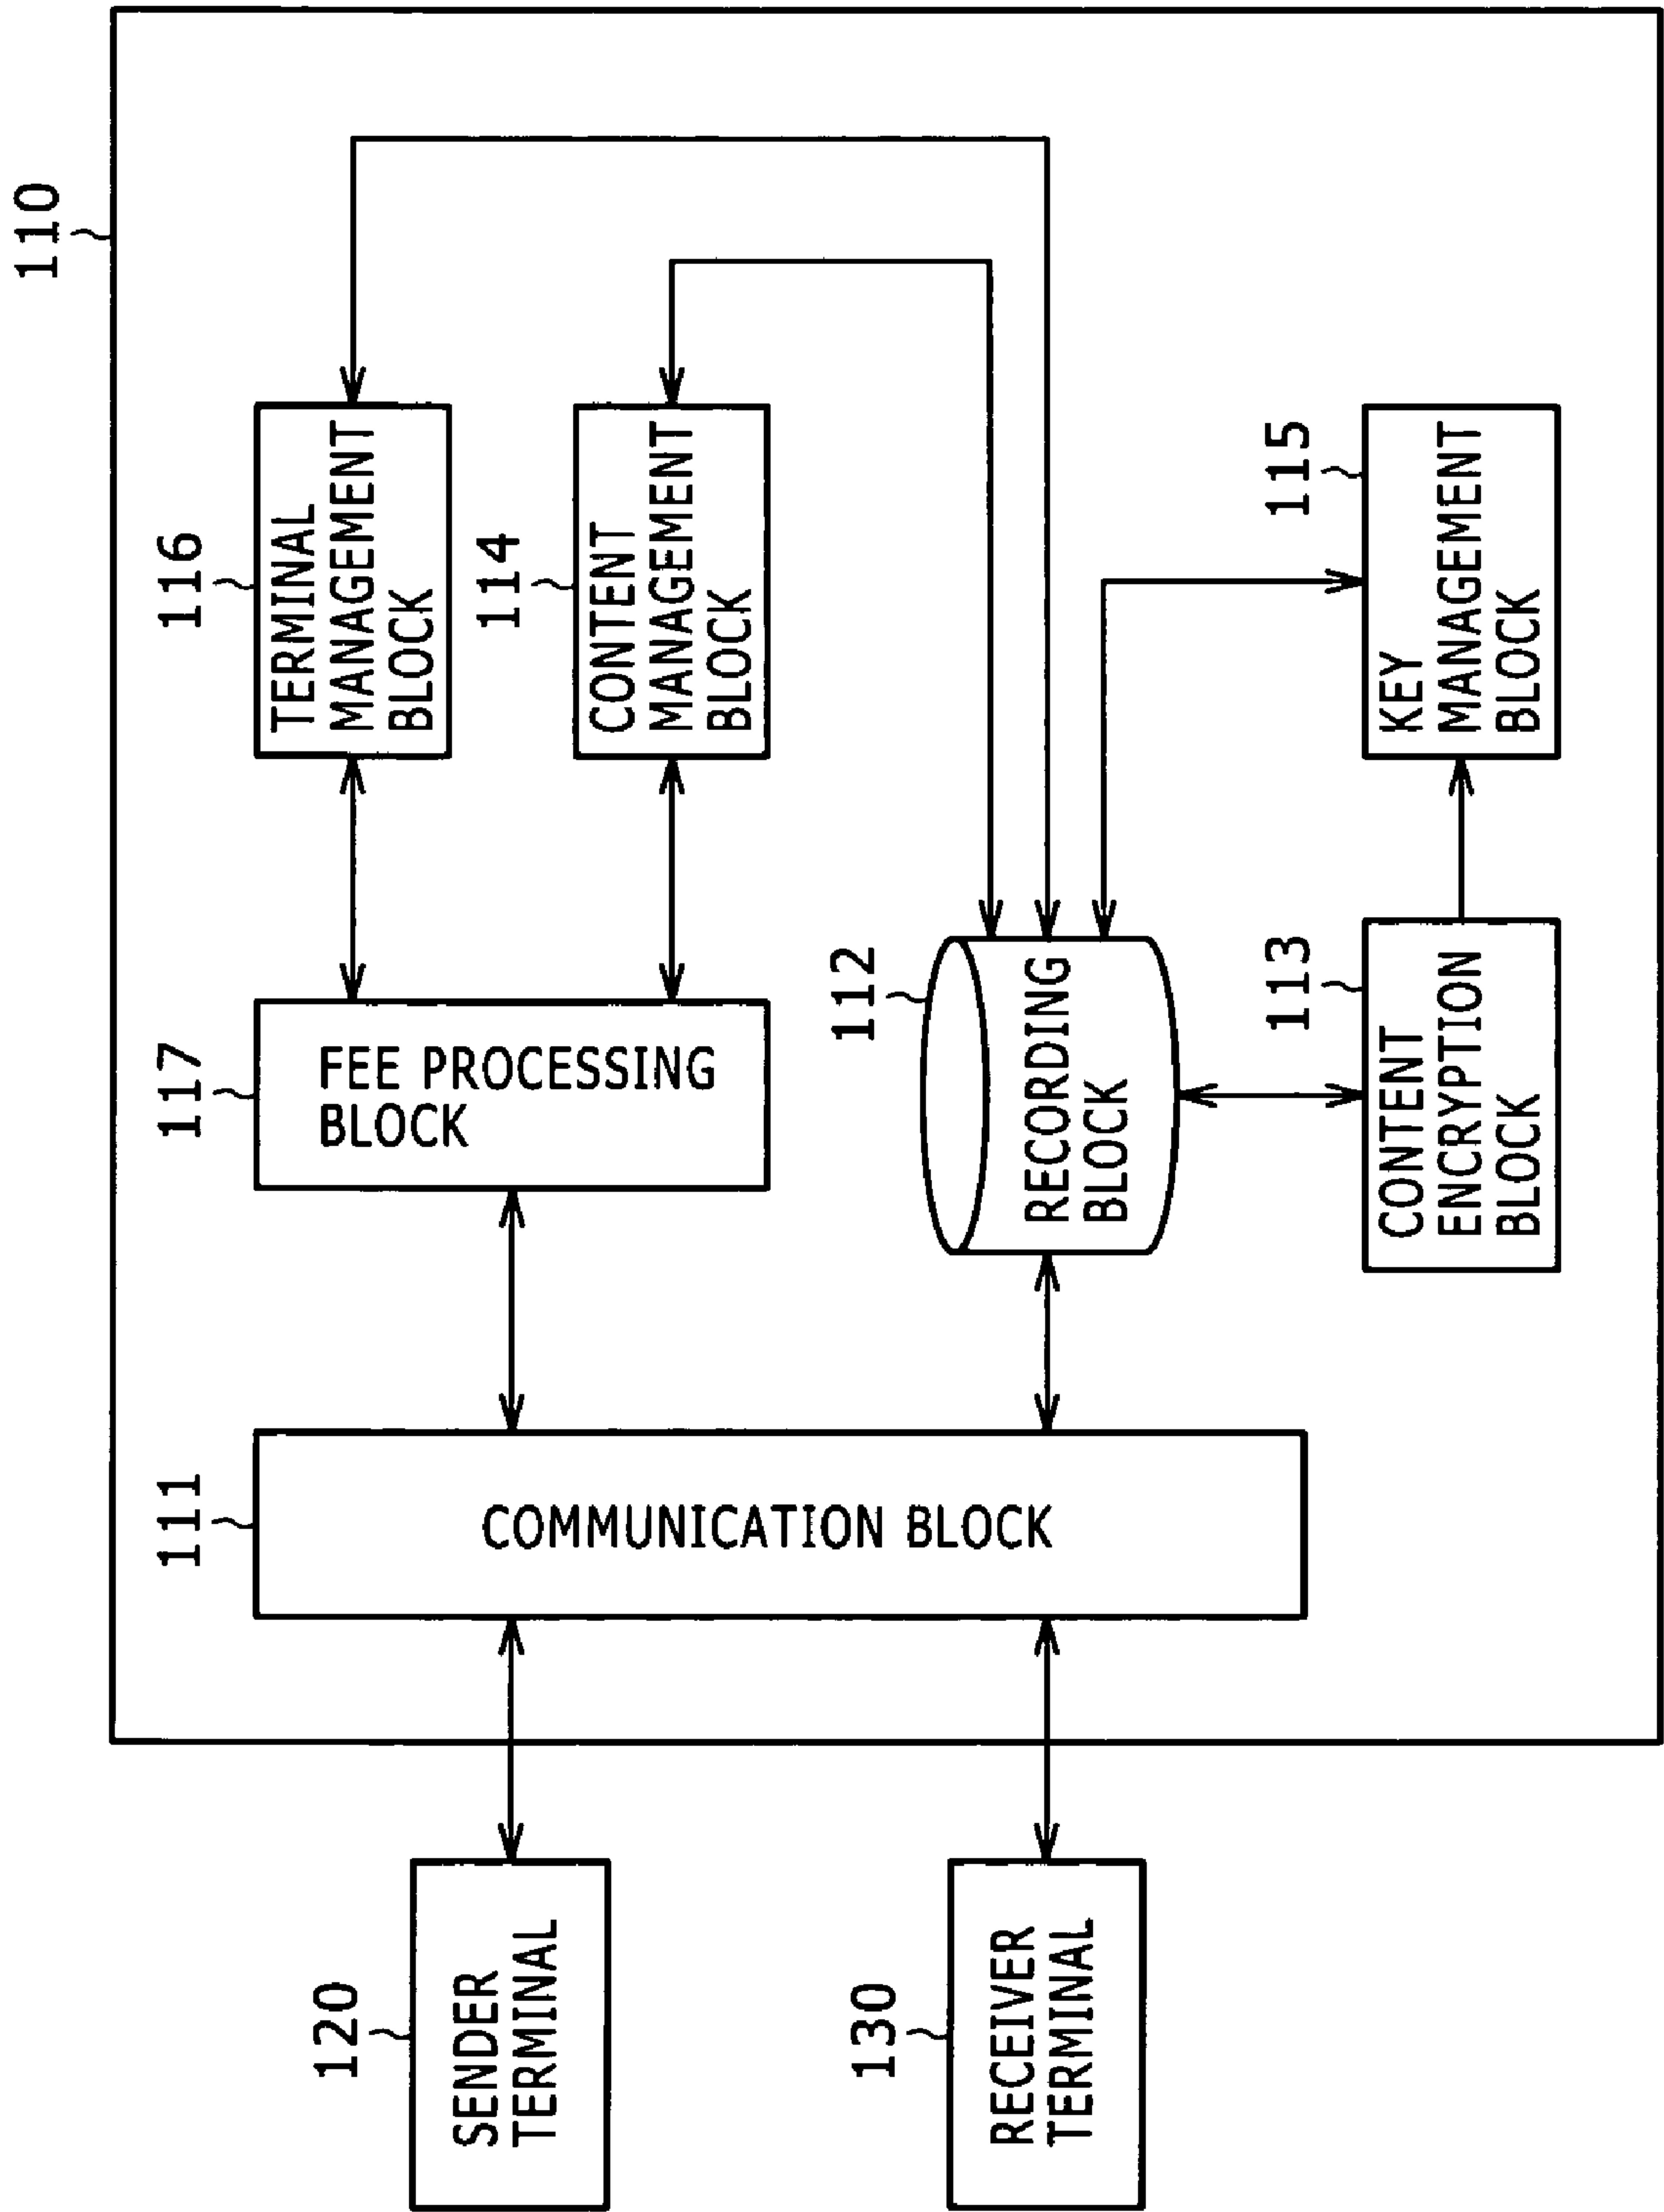 110
116
TERMINAL
MANAGEMENT
BLOCK
114
CONTENT
MANAGEMENT
BLOCK
117
FEE PROCESSING
BLOCK
112
RECORDING
BLOCK
115
KEY
MANAGEMENT
BLOCK
113
CONTENT
ENCRYPTION
BLOCK
111
COMMUNICATION BLOCK
120
SENDER
TERMINAL
130
RECEIVER
TERMINAL